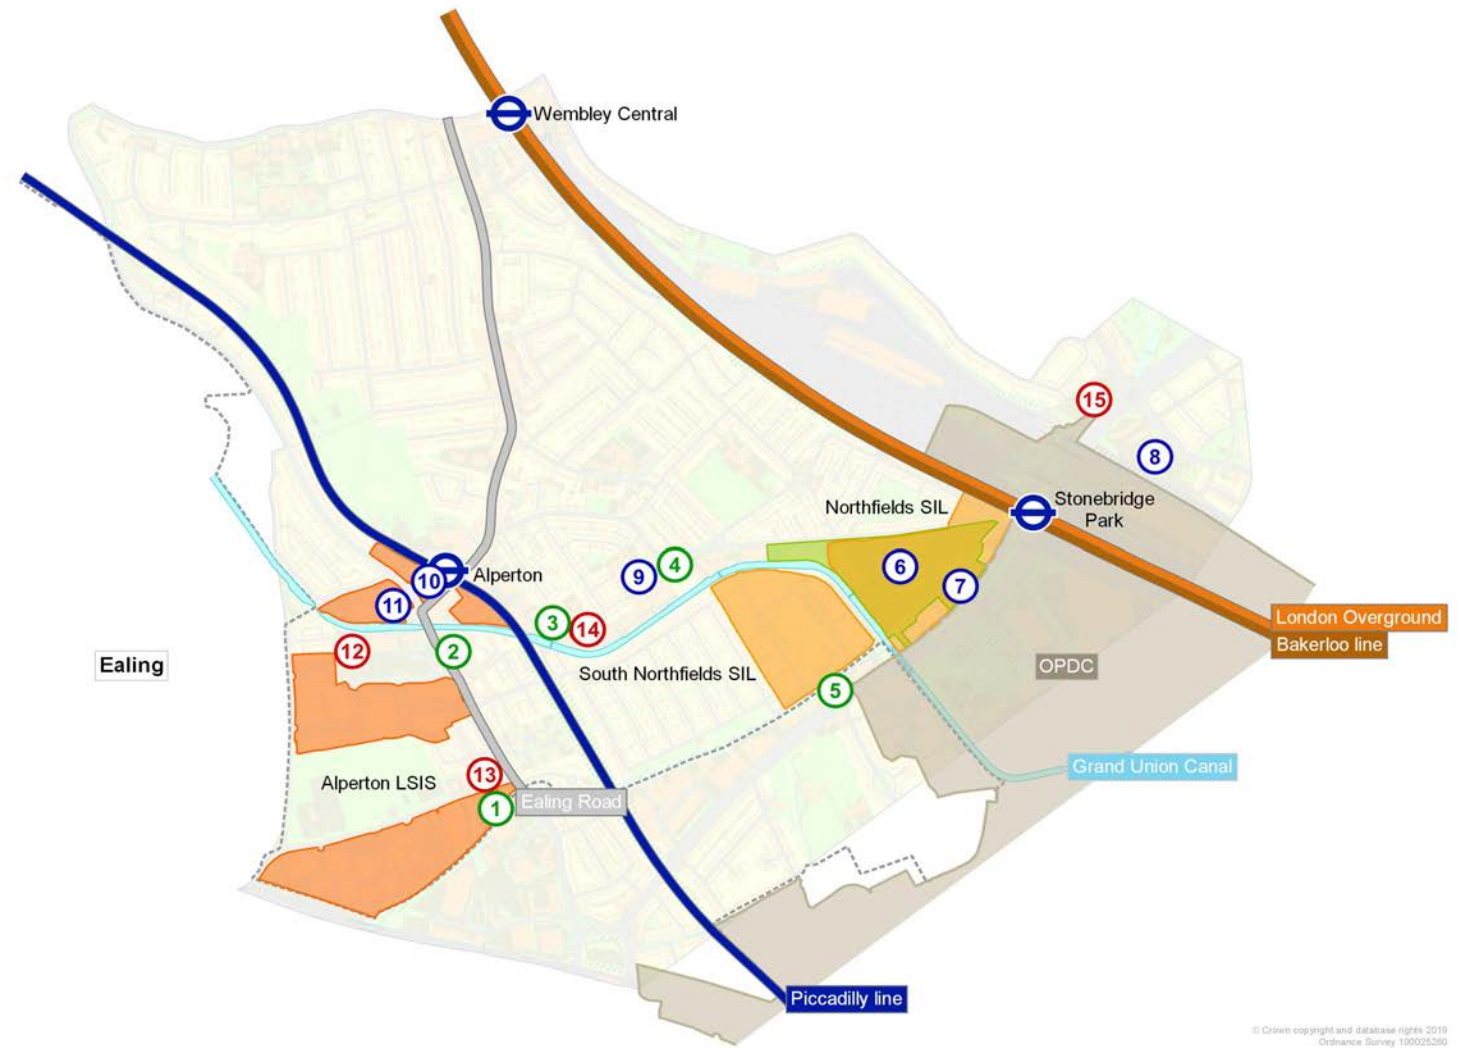 Wembley Central
15
8
Stonebridge
Park
Northfields SIL
Alperton
10
11
9
4
6
7
3
14
12
2
South Northfields SIL
5
London Overground
Bakerloo line
Ealing
OPDC
Grand Union Canal
13
Alperton LSIS
1
Ealing Road
Piccadilly line
© Crown copyright and database rights 2019
Ordnance Survey 100025260